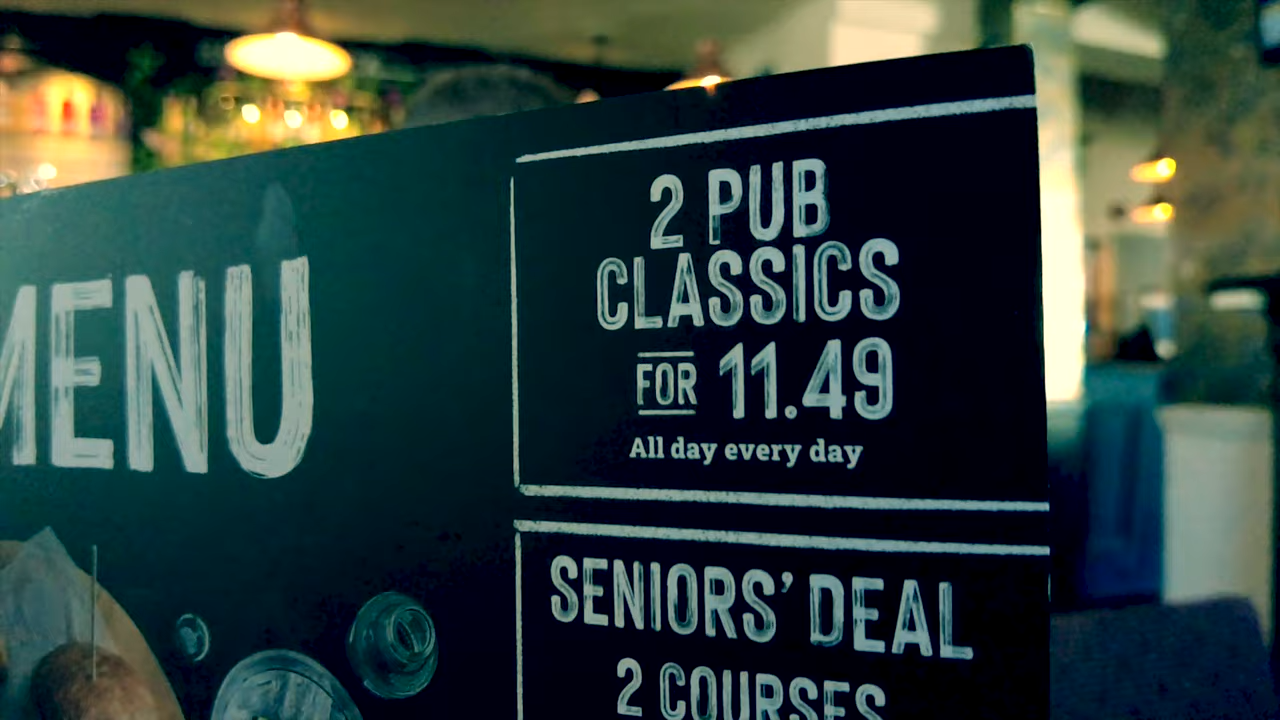 MENU
2 PUB
CLASSICS
FOR 11.49
All day every day
SENIORS' DEAL
2 COURSES